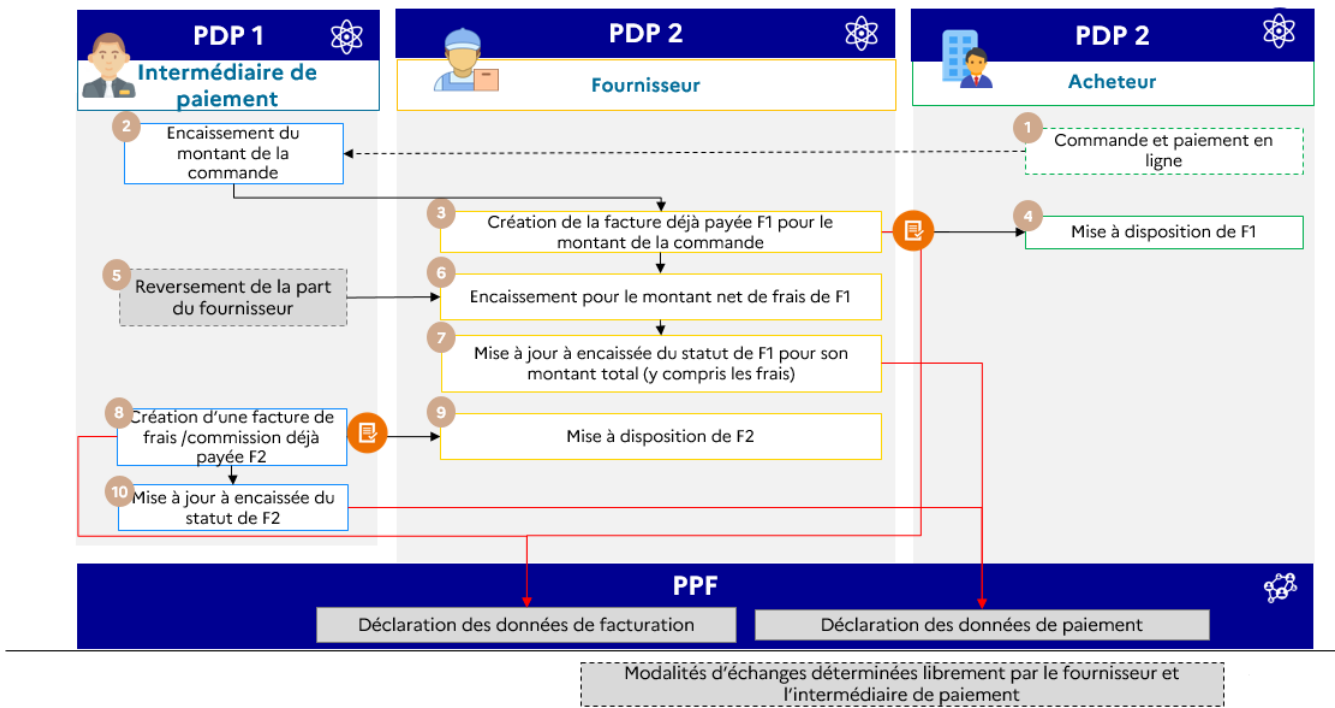 PDP 1
Intermédiaire de
paiement
PDP 2
Fournisseur
PDP 2
Acheteur
1
Commande et paiement en
ligne
2
Encaissement du
montant de la
commande
3
Création de la facture déjà payée F1 pour le
montant de la commande
4
Mise à disposition de F1
5
Reversement de la part
du fournisseur
6
Encaissement pour le montant net de frais de F1
7
Mise à jour à encaissée du statut de F1 pour son
montant total (y compris les frais)
8
Création d'une facture de
frais /commission déjà
payée F2
9
Mise à disposition de F2
10
Mise à jour à encaissée du
statut de F2
PPF
Déclaration des données de facturation
Déclaration des données de paiement
Modalités d'échanges déterminées librement par le fournisseur et
l'intermédiaire de paiement